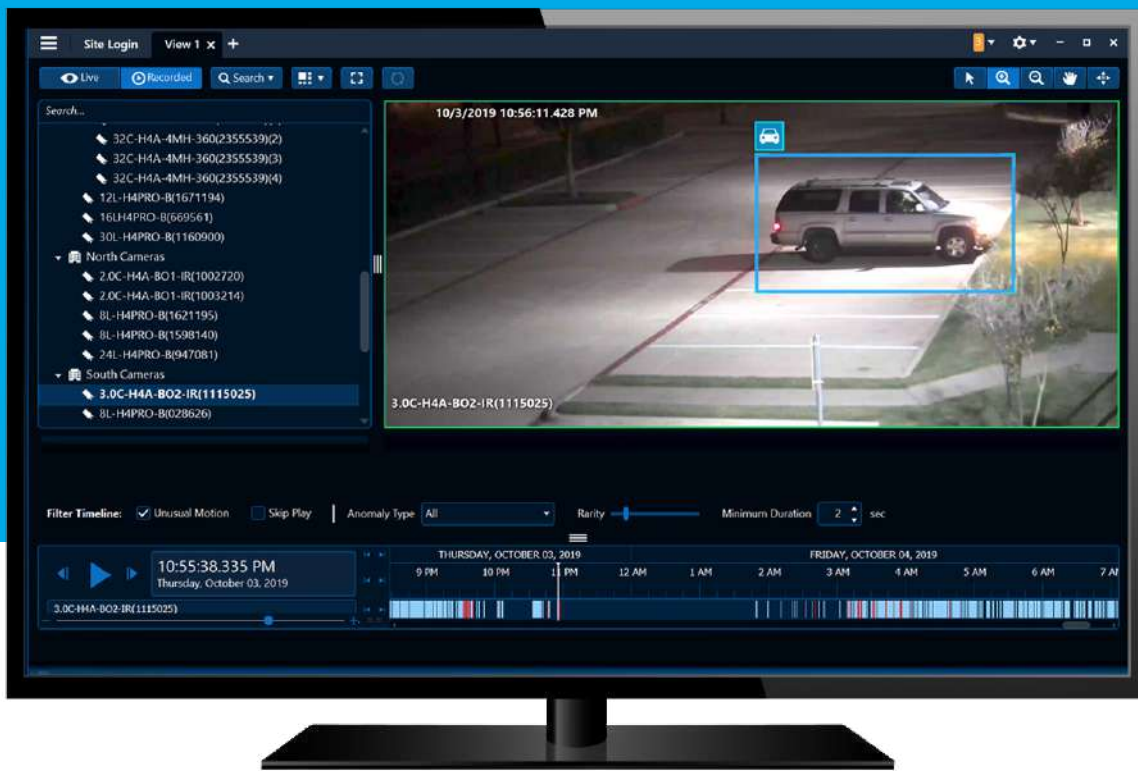 Site Login View 1 x +
3
Live Recorded Search
Search...
32C-H4A-4MH-360(2355539)(2)
32C-H4A-4MH-360(2355539)(3)
32C-H4A-4MH-360(2355539)(4)
12L-H4PRO-B(1671194)
16LH4PRO-B(669561)
30L-H4PRO-B(1160900)
North Cameras
2.0C-H4A-BO1-IR(1002720)
2.0C-H4A-BO1-IR(1003214)
8L-H4PRO-B(1621195)
8L-H4PRO-B(1598140)
24L-H4PRO-B(947081)
South Cameras
3.0C-H4A-BO2-IR(1115025)
8L-H4PRO-B(028626)
10/3/2019 10:56:11.428 PM
3.0C-H4A-BO2-IR(1115025)
Filter Timeline: Unusual Motion Skip Play Anomaly Type All Rarity Minimum Duration 2 sec
10:55:38.335 PM
Thursday, October 03, 2019
3.0C-H4A-BO2-IR(1115025)
THURSDAY, OCTOBER 03, 2019 FRIDAY, OCTOBER 04, 2019
9 PM 10 PM 11 PM 12 AM 1 AM 2 AM 3 AM 4 AM 5 AM 6 AM 7 AM